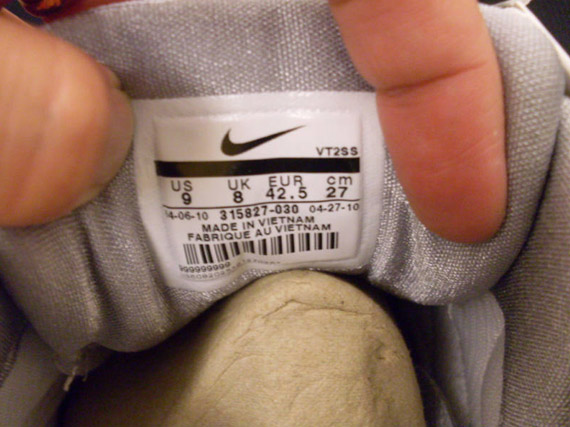 VT2SS
US UK EUR cm
9 8 42.5 27
04-06-10 315827-030 04-27-10
MADE IN VIETNAM
FABRIQUE AU VIETNAM
999999999